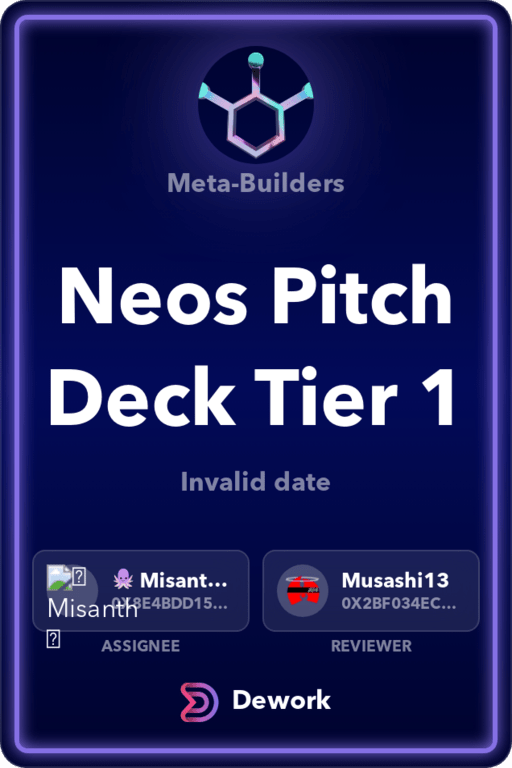 Meta-Builders
Neos Pitch
Deck Tier 1
Invalid date
🐙 Misant...
0X8E4BDD15...
Misanth
ASSIGNEE
Musashi13
0X2BF034EC...
REVIEWER
Dework